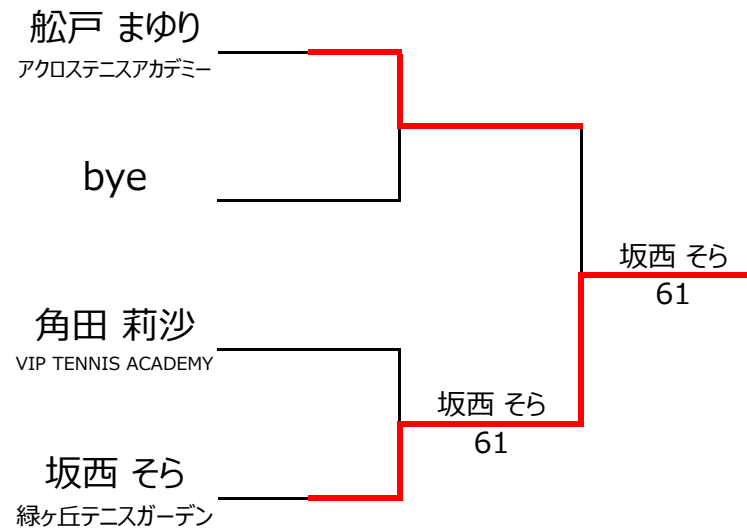 舩戸 まゆり
アクロステニスアカデミー
bye
坂西 そら
61
角田 莉沙
VIP TENNIS ACADEMY
坂西 そら
61
坂西 そら
緑ヶ丘テニスガーデン